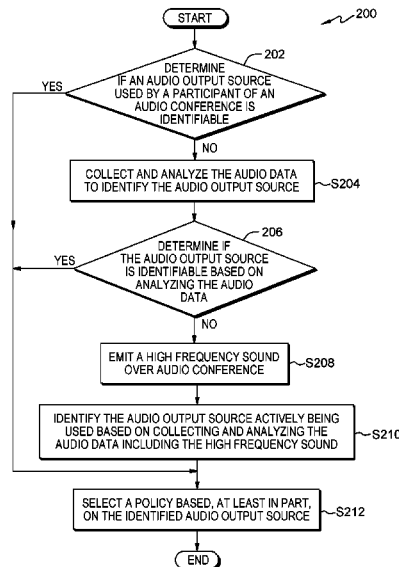 START
200
202
DETERMINE
IF AN AUDIO OUTPUT SOURCE
USED BY A PARTICIPANT OF AN
AUDIO CONFERENCE IS
IDENTIFIABLE
YES
NO
COLLECT AND ANALYZE THE AUDIO DATA
TO IDENTIFY THE AUDIO OUTPUT SOURCE
S204
206
DETERMINE IF
THE AUDIO OUTPUT SOURCE
IS IDENTIFIABLE BASED ON
ANALYZING THE AUDIO
DATA
YES
NO
EMIT A HIGH FREQUENCY SOUND
OVER AUDIO CONFERENCE
S208
IDENTIFY THE AUDIO OUTPUT SOURCE ACTIVELY BEING
USED BASED ON COLLECTING AND ANALYZING THE
AUDIO DATA INCLUDING THE HIGH FREQUENCY SOUND
S210
SELECT A POLICY BASED, AT LEAST IN PART,
ON THE IDENTIFIED AUDIO OUTPUT SOURCE
S212
END